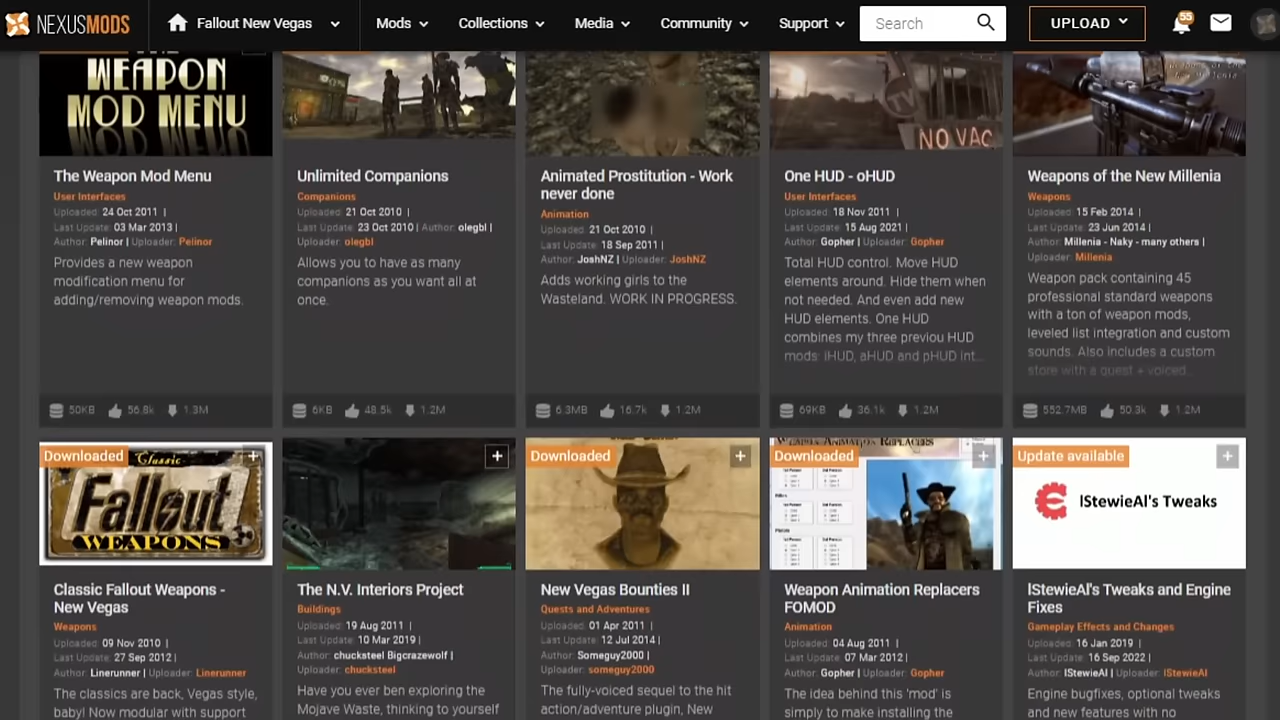 NEXUSMODS
Fallout New Vegas
Mods
Collections
Media
Community
Support
Search
UPLOAD
55
WEAPON
MOD MENU
NO VAC
The Weapon Mod Menu
User Interfaces
Uploaded: 24 Oct 2011 |
Last Update: 03 Mar 2013 |
Author: Pelinor | Uploader: Pelinor
Provides a new weapon
modification menu for
adding/removing weapon mods.
50KB 56.8k 1.3M
Unlimited Companions
Companions
Uploaded: 21 Oct 2010 |
Last Update: 23 Oct 2010 | Author: olegbl |
Uploader: olegbl
Allows you to have as many
companions as you want all at
once.
6KB 48.5k 1.2M
Animated Prostitution - Work
never done
Animation
Uploaded: 21 Oct 2010 |
Last Update: 18 Sep 2011 |
Author: JoshNZ | Uploader: JoshNZ
Adds working girls to the
Wasteland. WORK IN PROGRESS.
6.3MB 16.7k 1.2M
One HUD - oHUD
User Interfaces
Uploaded: 18 Nov 2011 |
Last Update: 15 Aug 2021 |
Author: Gopher | Uploader: Gopher
Total HUD control. Move HUD
elements around. Hide them when
not needed. And even add new
HUD elements. One HUD
combines my three previou HUD
mods: iHUD, aHUD and pHUD int...
69KB 36.1k 1.2M
Weapons of the New Millenia
Weapons
Uploaded: 15 Feb 2014 |
Last Update: 23 Jun 2014 |
Author: Millenia - Naky - many others |
Uploader: Millenia
Weapon pack containing 45
professional standard weapons
with a ton of weapon mods,
leveled list integration and custom
sounds. Also includes a custom
store with a quest + voiced...
552.7MB 50.3k 1.2M
Downloaded
Classic
Fallout
WEAPONS
Classic Fallout Weapons -
New Vegas
Weapons
Uploaded: 09 Nov 2010 |
Last Update: 27 Sep 2012 |
Author: Linerunner | Uploader: Linerunner
The classics are back, Vegas style,
baby! Now modular with support
The N.V. Interiors Project
Buildings
Uploaded: 19 Aug 2011 |
Last Update: 10 Mar 2019 |
Author: chucksteel Bigcrazewolf |
Uploader: chucksteel
Have you ever ben exploring the
Mojave Waste, thinking to yourself
Downloaded
New Vegas Bounties II
Quests and Adventures
Uploaded: 01 Apr 2011 |
Last Update: 12 Jul 2014 |
Author: Someguy2000 |
Uploader: someguy2000
The fully-voiced sequel to the hit
action/adventure plugin, New
Downloaded
Weapon Animation Replacers
FOMOD
Animation
Uploaded: 04 Aug 2011 |
Last Update: 07 Mar 2012 |
Author: Gopher | Uploader: Gopher
The idea behind this 'mod' is
simply to make installing the
Update available
lStewieAl's Tweaks
lStewieAl's Tweaks and Engine
Fixes
Gameplay Effects and Changes
Uploaded: 16 Jan 2019 |
Last Update: 16 Sep 2022 |
Author: lStewieAl | Uploader: lStewieAl
Engine bugfixes, optional tweaks
and new features with no